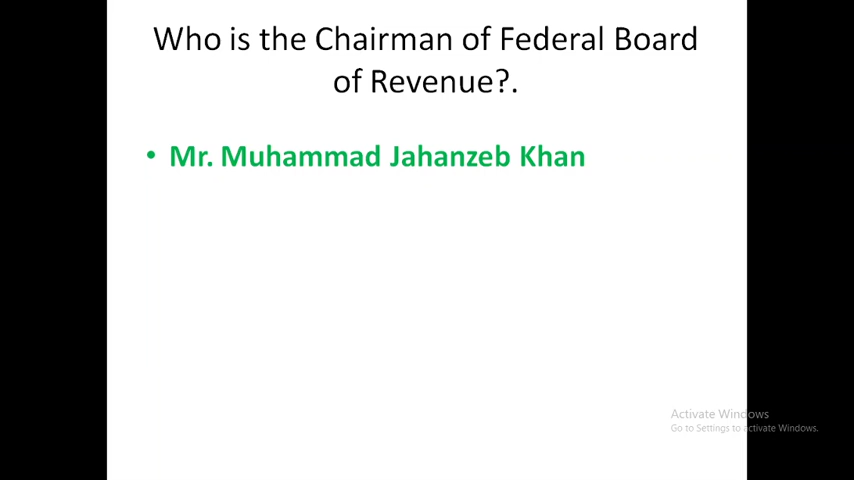 Who is the Chairman of Federal Board
of Revenue?.
• Mr. Muhammad Jahanzeb Khan
Activate Windows
Go to Settings to activate Windows.